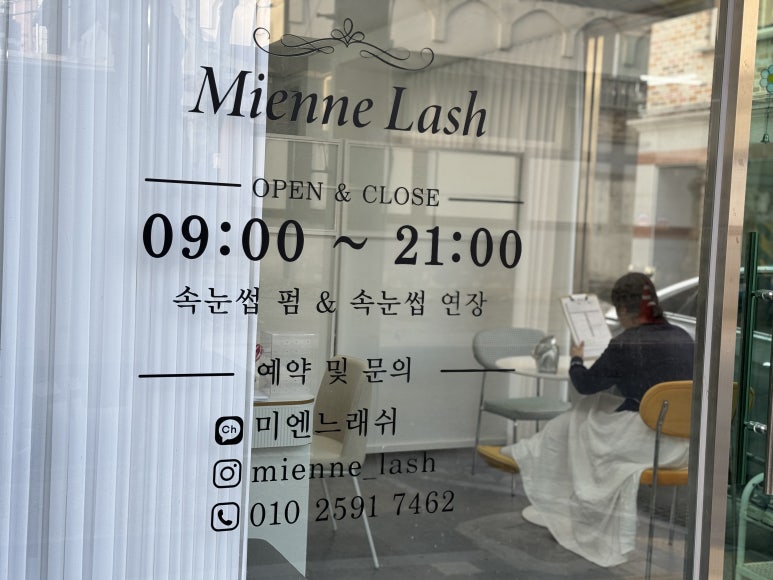 Mienne Lash
OPEN & CLOSE
09:00 ~ 21:00
속눈썹 펌 & 속눈썹 연장
예약 및 문의
Ch 미엔느래쉬
mienne_lash
010 2591 7462